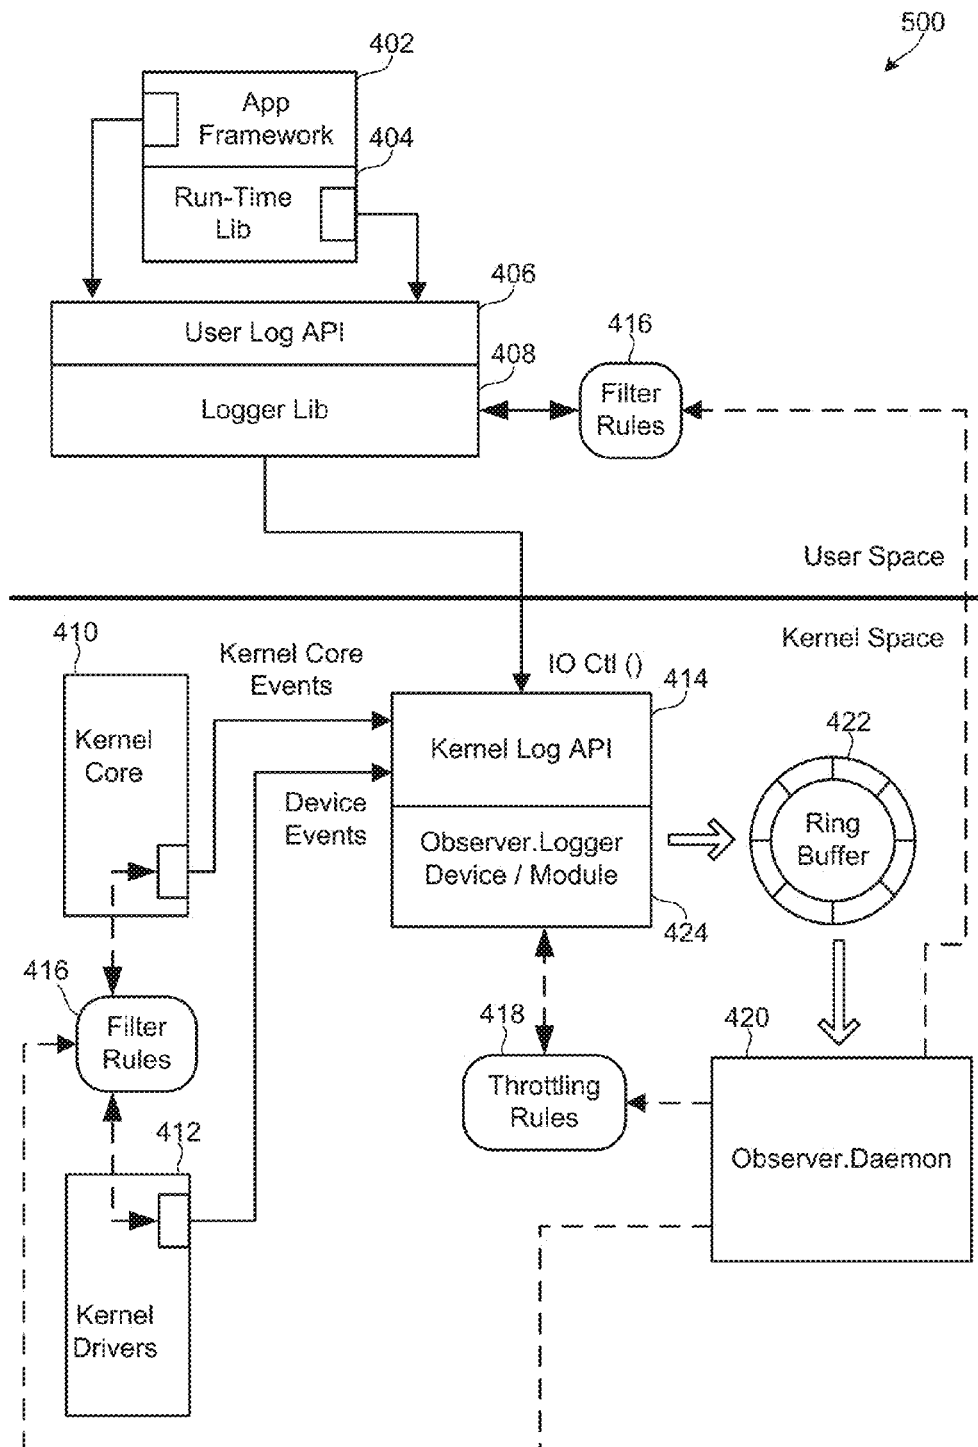 500
402
App
Framework
404
Run-Time
Lib
406
User Log API
416
408
Filter
Rules
Logger Lib
User Space
410
Kernel Space
Kernel Core
Events
IO Ctl ()
414
Kernel
Core
Kernel Log API
422
Device
Events
Ring
Buffer
Observer.Logger
Device / Module
424
416
Filter
Rules
418
420
Throttling
Rules
412
Observer.Daemon
Kernel
Drivers